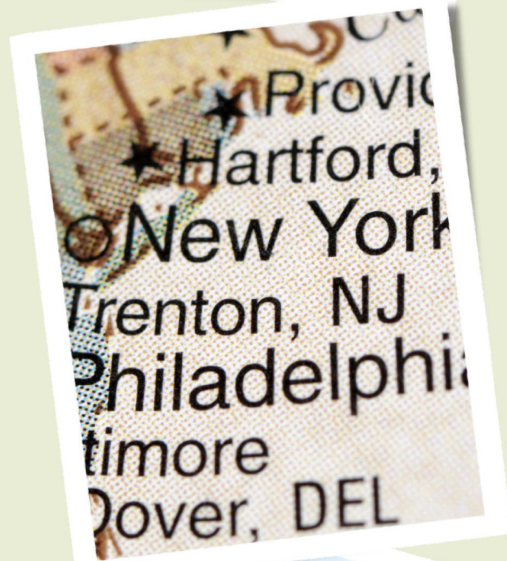 Provic
Hartford,
New York
Trenton, NJ
Philadelphia
timore
Dover, DEL